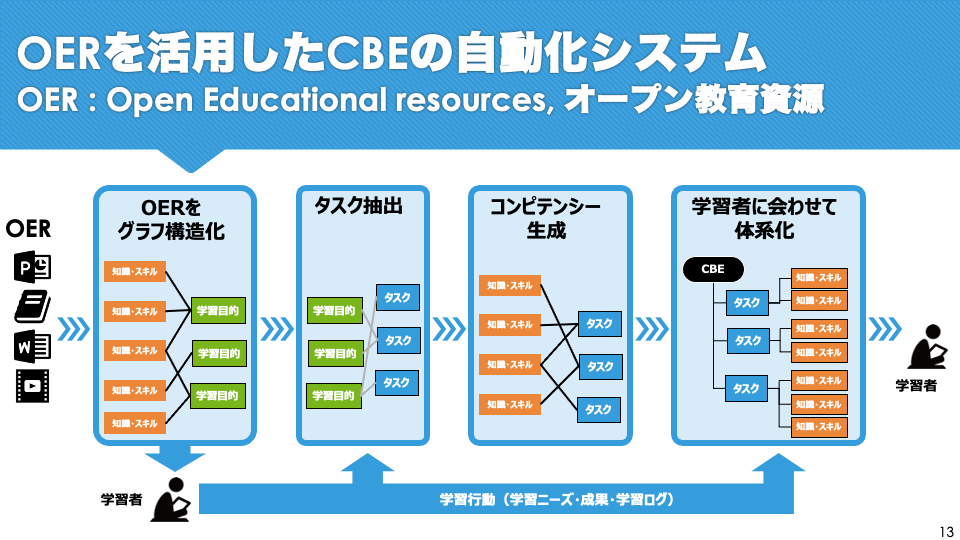 OERを活用したCBEの自動化システム
OER : Open Educational resources, オープン教育資源
OER
P
W
OERを
グラフ構造化
知識・スキル
知識・スキル
知識・スキル
知識・スキル
知識・スキル
学習目的
学習目的
学習目的
タスク抽出
学習目的
学習目的
学習目的
タスク
タスク
タスク
コンピテンシー
生成
知識・スキル
知識・スキル
知識・スキル
知識・スキル
タスク
タスク
タスク
学習者に会わせて
体系化
CBE
タスク
知識・スキル
知識・スキル
タスク
知識・スキル
知識・スキル
タスク
知識・スキル
知識・スキル
知識・スキル
学習者
学習者
学習行動（学習ニーズ・成果・学習ログ）
13